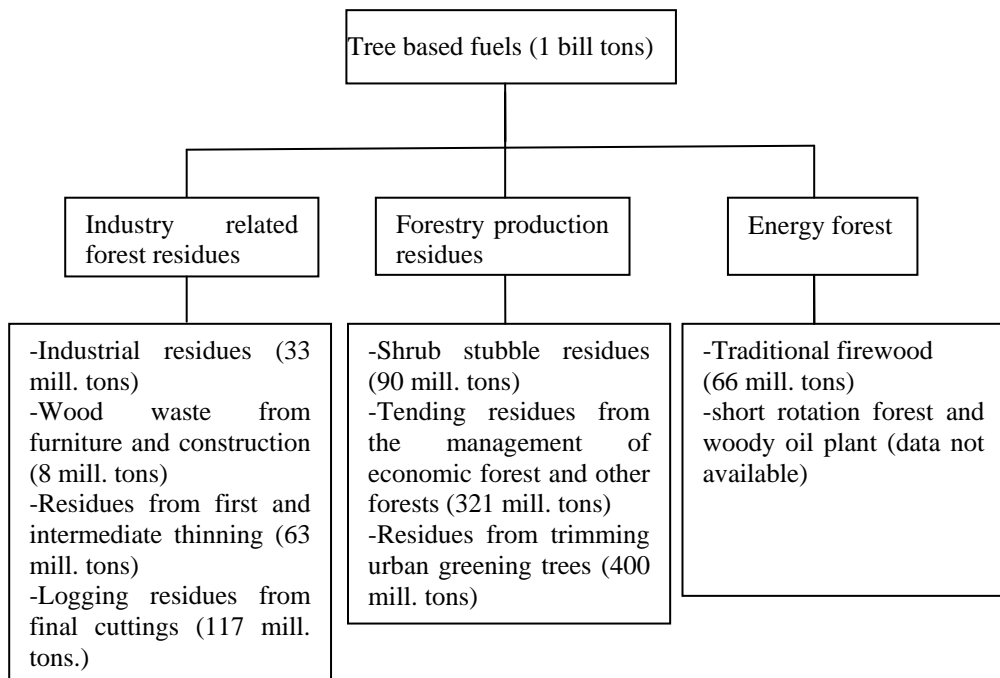 Tree based fuels (1 bill tons)
Industry related
forest residues
Forestry production
residues
Energy forest
-Industrial residues (33
mill. tons)
-Wood waste from
furniture and construction
(8 mill. tons)
-Residues from first and
intermediate thinning (63
mill. tons)
-Logging residues from
final cuttings (117 mill.
tons.)
-Shrub stubble residues
(90 mill. tons)
-Tending residues from
the management of
economic forest and other
forests (321 mill. tons)
-Residues from trimming
urban greening trees (400
mill. tons)
-Traditional firewood
(66 mill. tons)
-short rotation forest and
woody oil plant (data not
available)